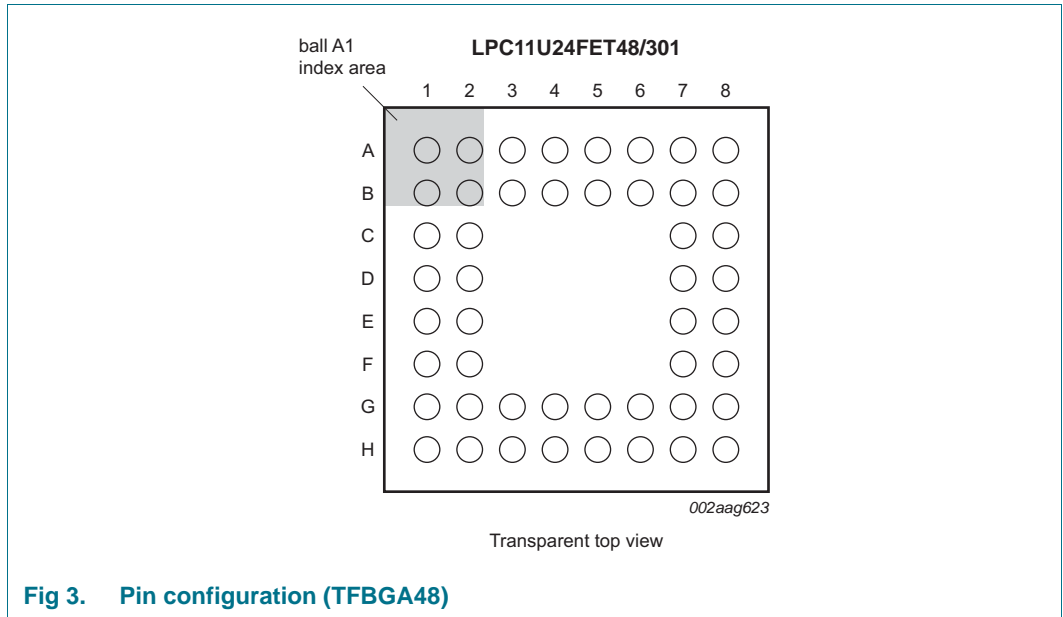 ball A1
index area
LPC11U24FET48/301
1 2 3 4 5 6 7 8
A
B
C
D
E
F
G
H
002aag623
Transparent top view
Fig 3. Pin configuration (TFBGA48)